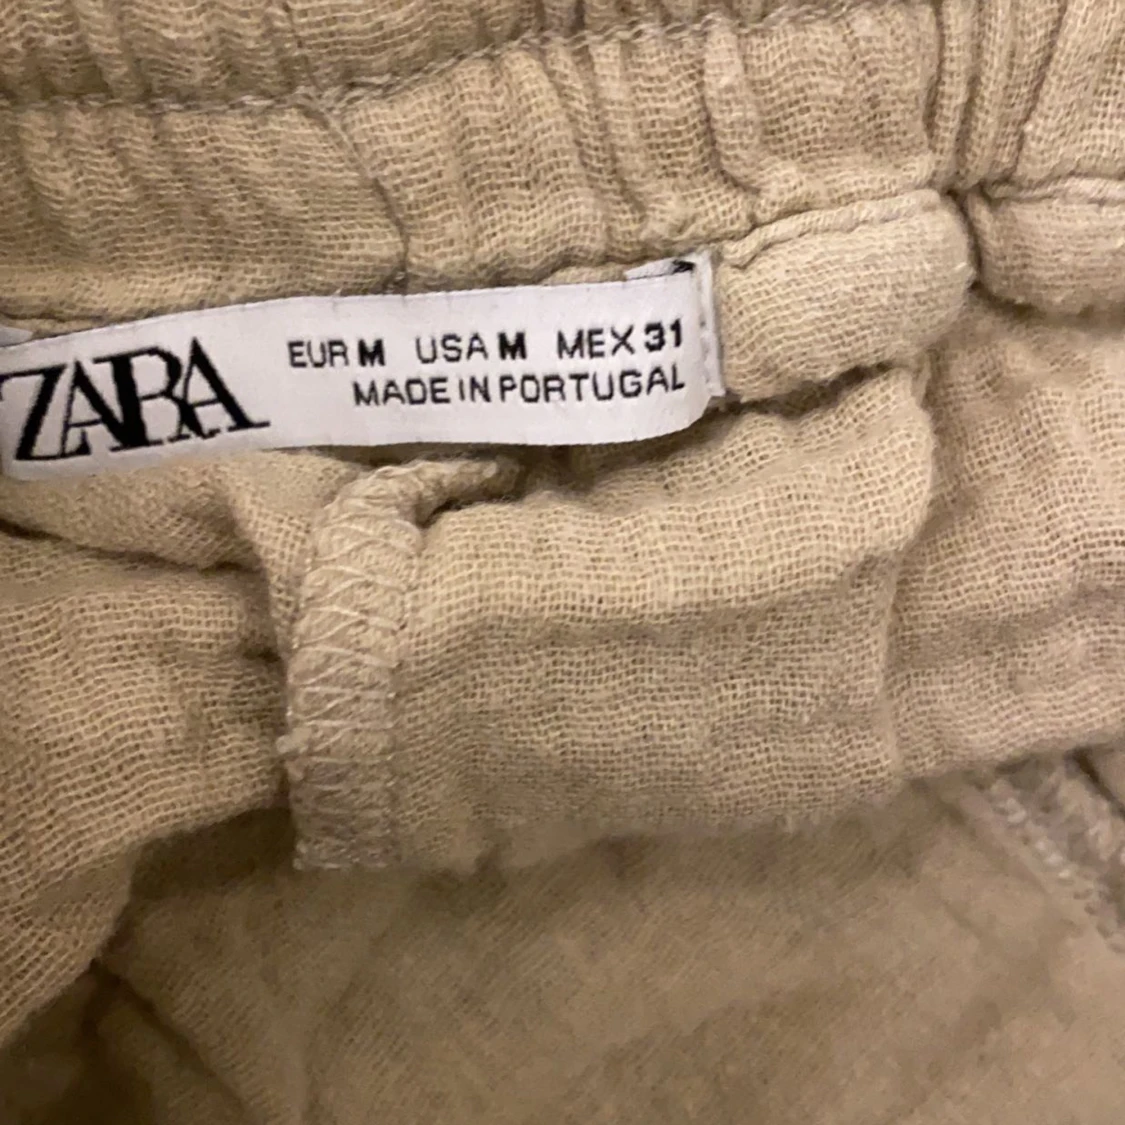 ZARA
EUR M USA M MEX 31
MADE IN PORTUGAL